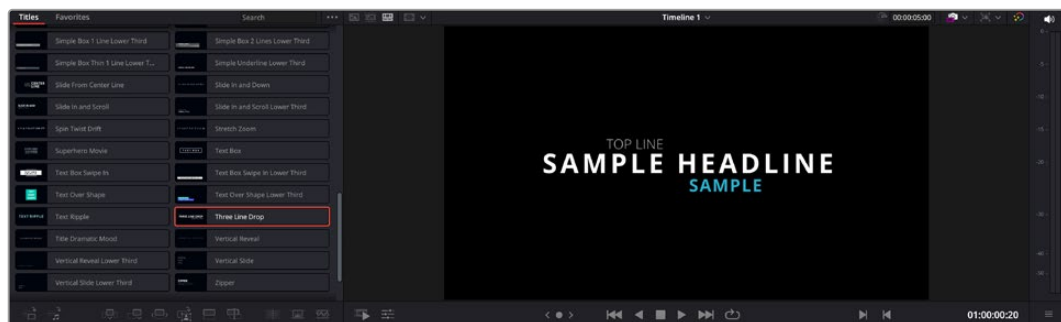 Titles Favorites Search Timeline 1 00:00:05:00
Simple Box 1 Line Lower Third Simple Box 2 Lines Lower Third
Simple Box Thin 1 Line Lower T... Simple Underline Lower Third
Slide From Center Line Slide In and Down
Slide in and Scroll Slide in and Scroll Lower Third
Spin Twist Drift Stretch Zoom
Superhero Movie Text Box
Text Box Swipe In Text Box Swipe In Lower Third
Text Over Shape Text Over Shape Lower Third
TEXT RIPPLE Text Ripple Three Line Drop
Title Dramatic Mood Vertical Reveal
Vertical Reveal Lower Third Vertical Slide
Vertical Slide Lower Third Zipper
TOP LINE
SAMPLE HEADLINE
SAMPLE
01:00:00:20